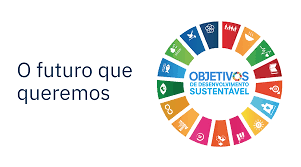 O futuro que
queremos
OBJETIVOS
DE DESENVOLVIMENTO
SUSTENTÁVEL